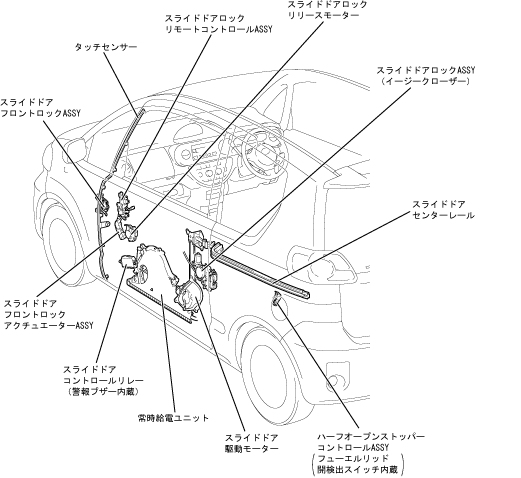 スライドドアロック
リリースモーター
スライドドアロック
リモートコントロールASSY
タッチセンサー
スライドドアロックASSY
（イージークローザー）
スライドドア
フロントロックASSY
スライドドア
センターレール
スライドドア
フロントロック
アクチュエーターASSY
スライドドア
コントロールリレー
（警報ブザー内蔵）
常時給電ユニット
スライドドア
駆動モーター
ハーフオープンストッパー
コントロールASSY
（フューエルリッド
開検出スイッチ内蔵）